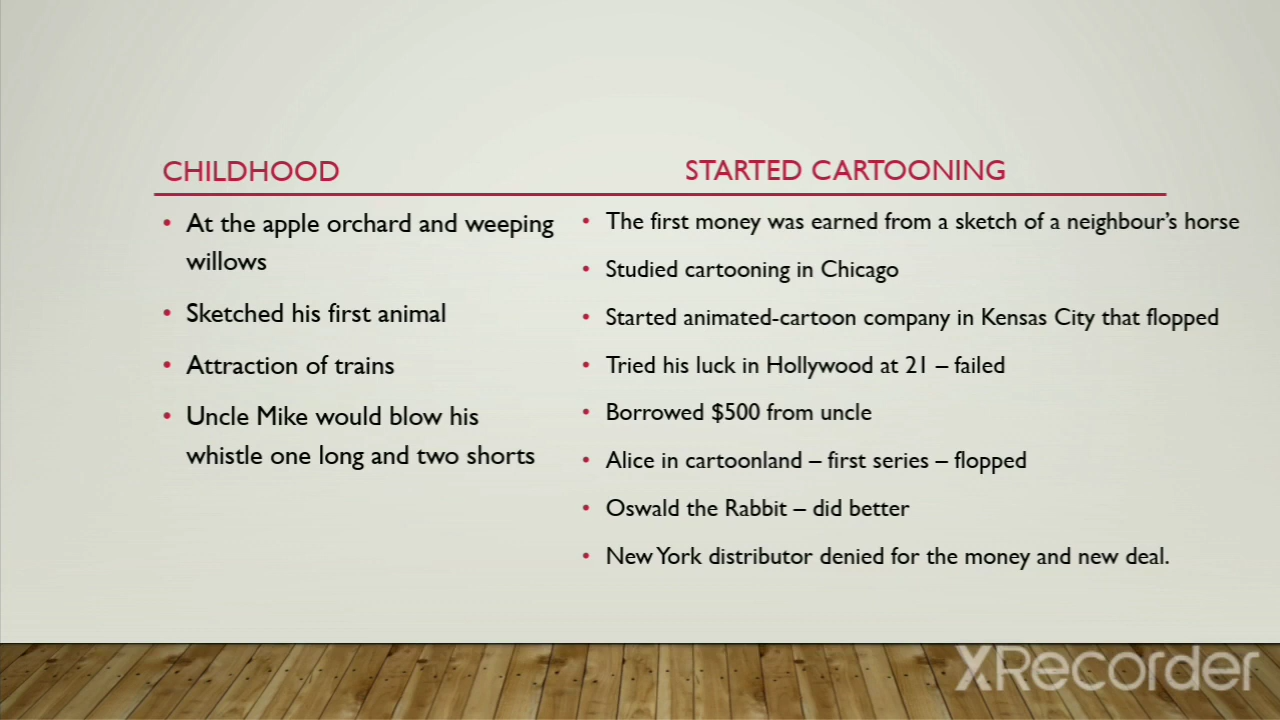 CHILDHOOD
• At the apple orchard and weeping
willows
• Sketched his first animal
• Attraction of trains
• Uncle Mike would blow his
whistle one long and two shorts
STARTED CARTOONING
• The first money was earned from a sketch of a neighbour’s horse
• Studied cartooning in Chicago
• Started animated-cartoon company in Kensas City that flopped
• Tried his luck in Hollywood at 21 – failed
• Borrowed $500 from uncle
• Alice in cartoonland – first series – flopped
• Oswald the Rabbit – did better
• New York distributor denied for the money and new deal.
XRecorder